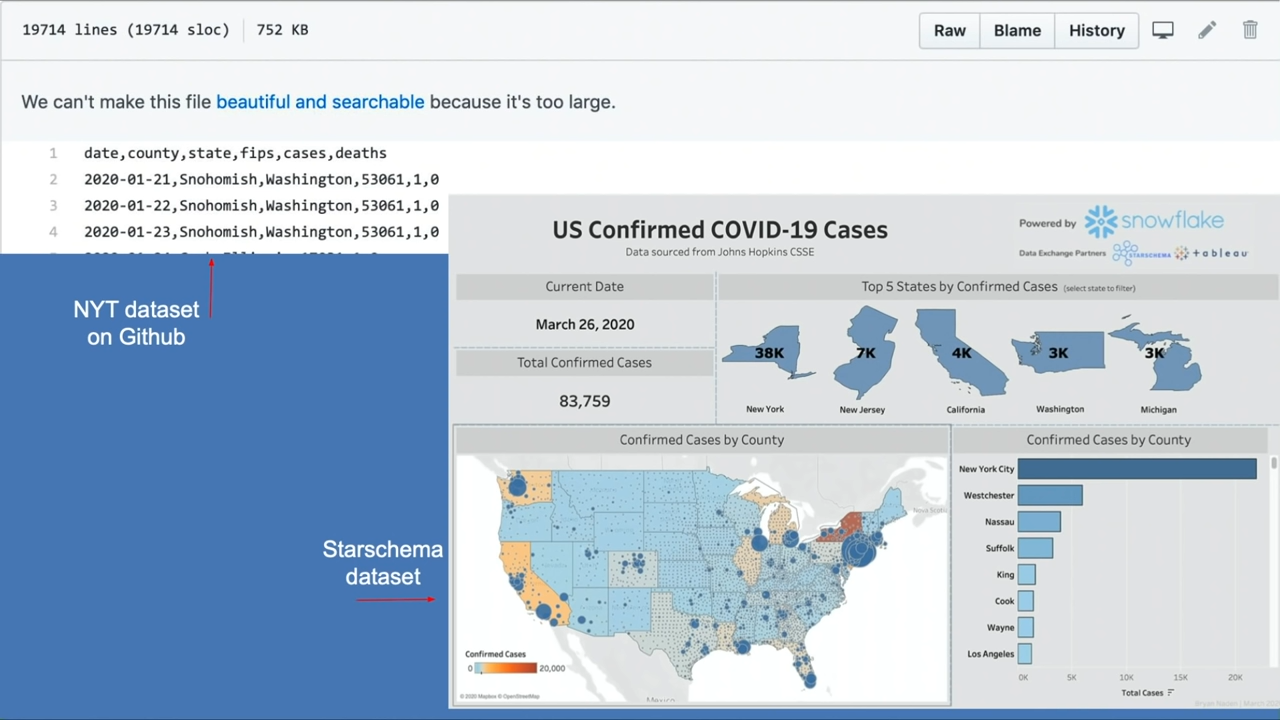 19714 lines (19714 sloc) 752 KB
Raw Blame History
We can't make this file beautiful and searchable because it's too large.
1 date,county,state,fips,cases,deaths
2 2020-01-21,Snohomish,Washington,53061,1,0
3 2020-01-22,Snohomish,Washington,53061,1,0
4 2020-01-23,Snohomish,Washington,53061,1,0
NYT dataset
on Github
Starschema
dataset
US Confirmed COVID-19 Cases
Data sourced from Johns Hopkins CSSE
Powered by snowflake
Data Exchange Partners STARSCHEMA tableau
Current Date
March 26, 2020
Total Confirmed Cases
83,759
Top 5 States by Confirmed Cases (select state to filter)
38K 7K 4K 3K 3K
New York New Jersey California Washington Michigan
Confirmed Cases by County
Nova Scotia
Confirmed Cases
0 20,000
© 2020 Mapbox © OpenStreetMap
Mexico
Confirmed Cases by County
New York City
Westchester
Nassau
Suffolk
King
Cook
Wayne
Los Angeles
0K 5K 10K 15K 20K
Total Cases